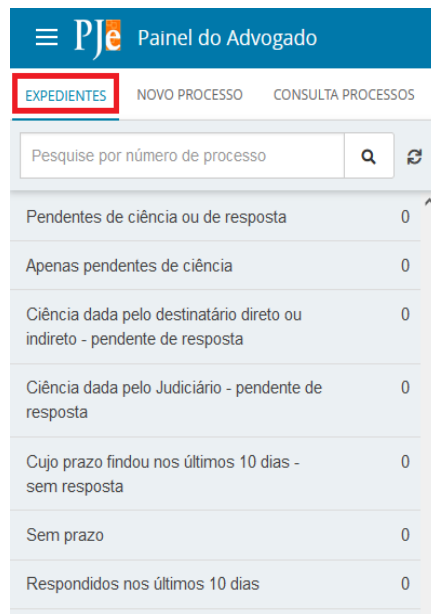 PJe Painel do Advogado
EXPEDIENTES NOVO PROCESSO CONSULTA PROCESSOS
Pesquise por número de processo
Pendentes de ciência ou de resposta 0
Apenas pendentes de ciência 0
Ciência dada pelo destinatário direto ou 0
indireto - pendente de resposta
Ciência dada pelo Judiciário - pendente de 0
resposta
Cujo prazo findou nos últimos 10 dias - 0
sem resposta
Sem prazo 0
Respondidos nos últimos 10 dias 0